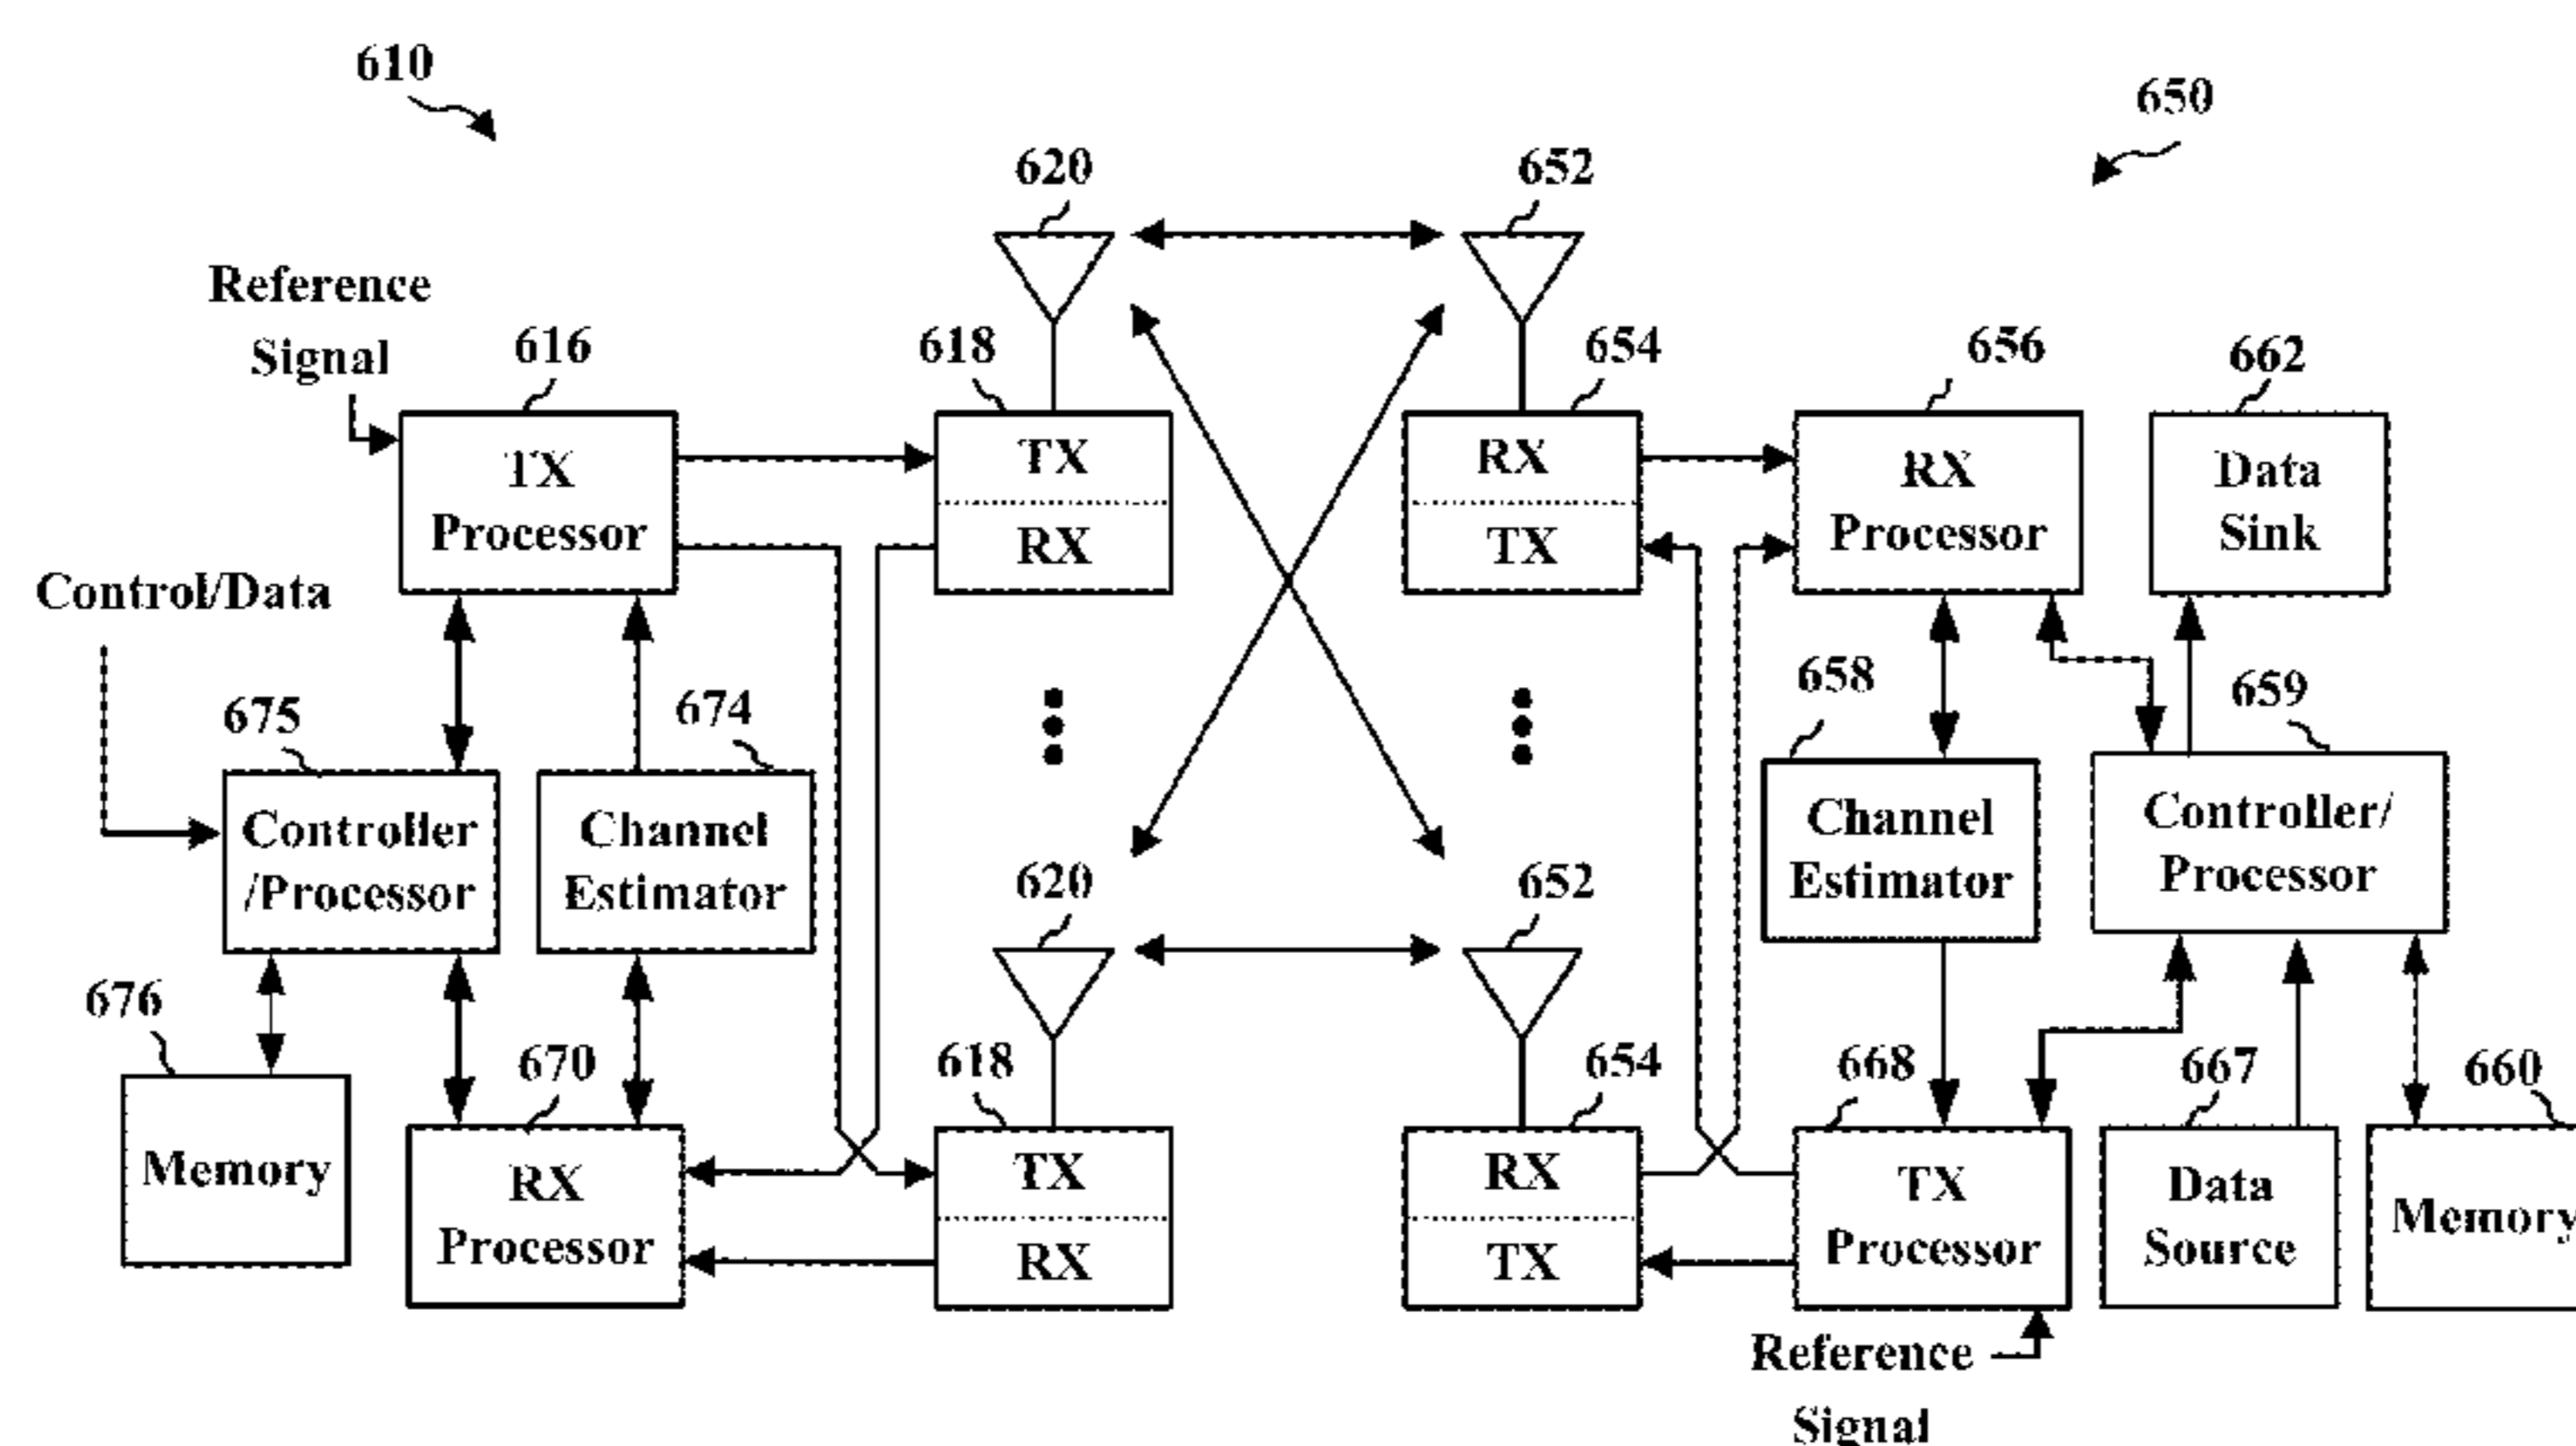 610
650
620
652
Reference
Signal
616
618
654
656
662
TX
Processor
TX
RX
RX
TX
RX
Processor
Data
Sink
Control/Data
675
674
658
659
Controller
/Processor
Channel
Estimator
Channel
Estimator
Controller/
Processor
620
652
676
670
618
654
668
667
660
Memory
RX
Processor
TX
RX
RX
TX
TX
Processor
Data
Source
Memory
Reference
Signal